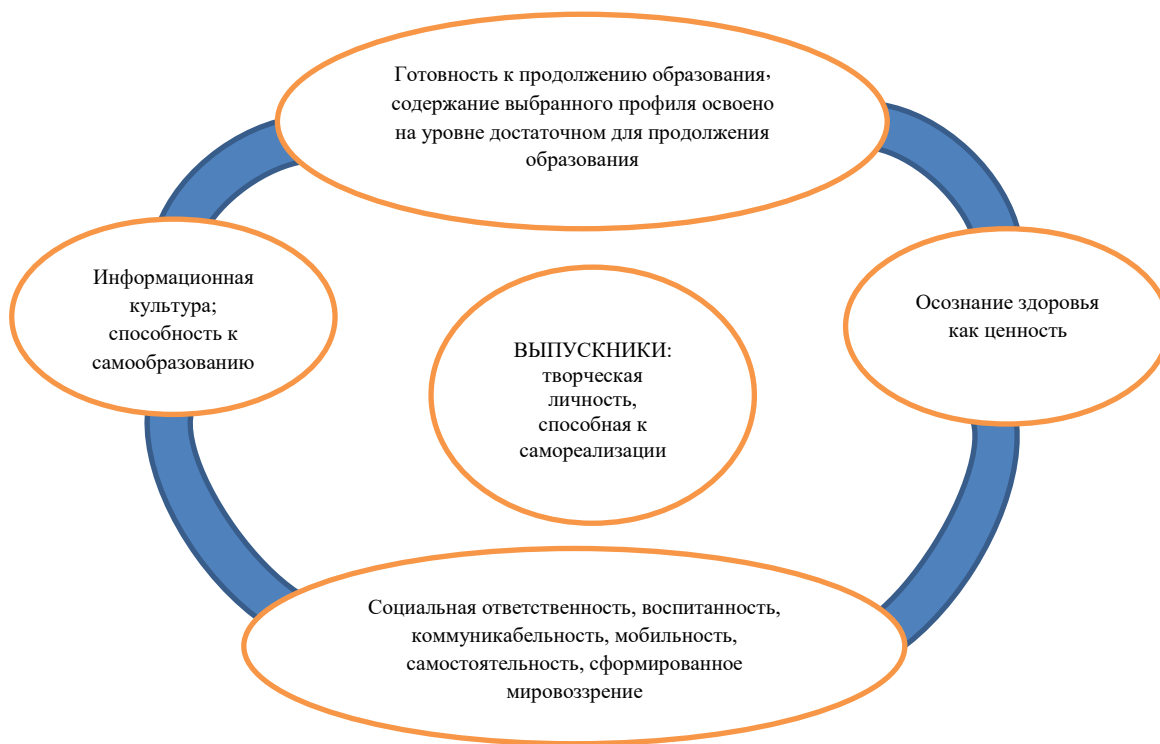 Готовность к продолжению образования,
содержание выбранного профиля освоено
на уровне достаточном для продолжения
образования
Информационная
культура;
способность к
самообразованию
Осознание здоровья
как ценность
ВЫПУСКНИКИ:
творческая
личность,
способная к
самореализации
Социальная ответственность, воспитанность,
коммуникабельность, мобильность,
самостоятельность, сформированное
мировоззрение